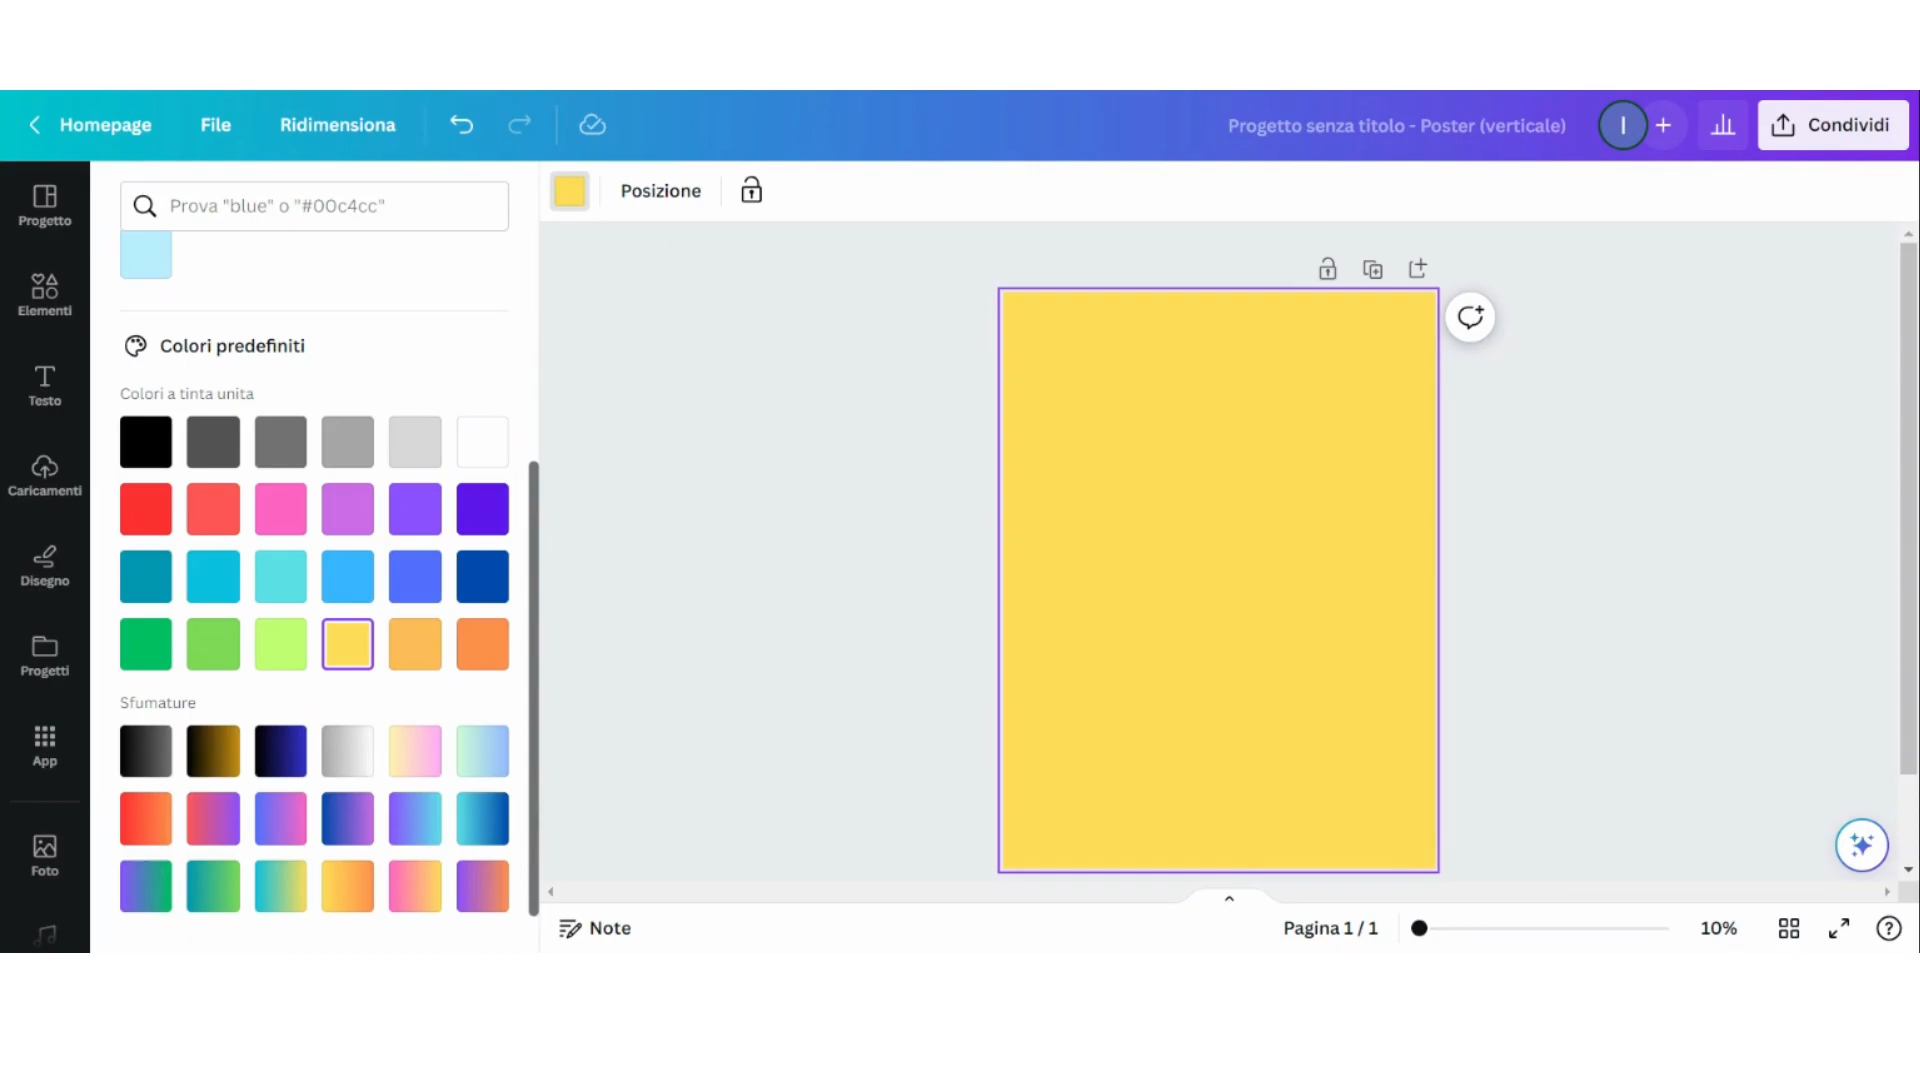 Homepage
File
Ridimensiona
Progetto senza titolo - Poster (verticale)
I
Condividi
Progetto
Elementi
Testo
Caricamenti
Disegno
Progetti
App
Foto
Prova "blue" o "#00c4cc"
Colori predefiniti
Colori a tinta unita
Sfumature
Posizione
Note
Pagina 1 / 1
10%